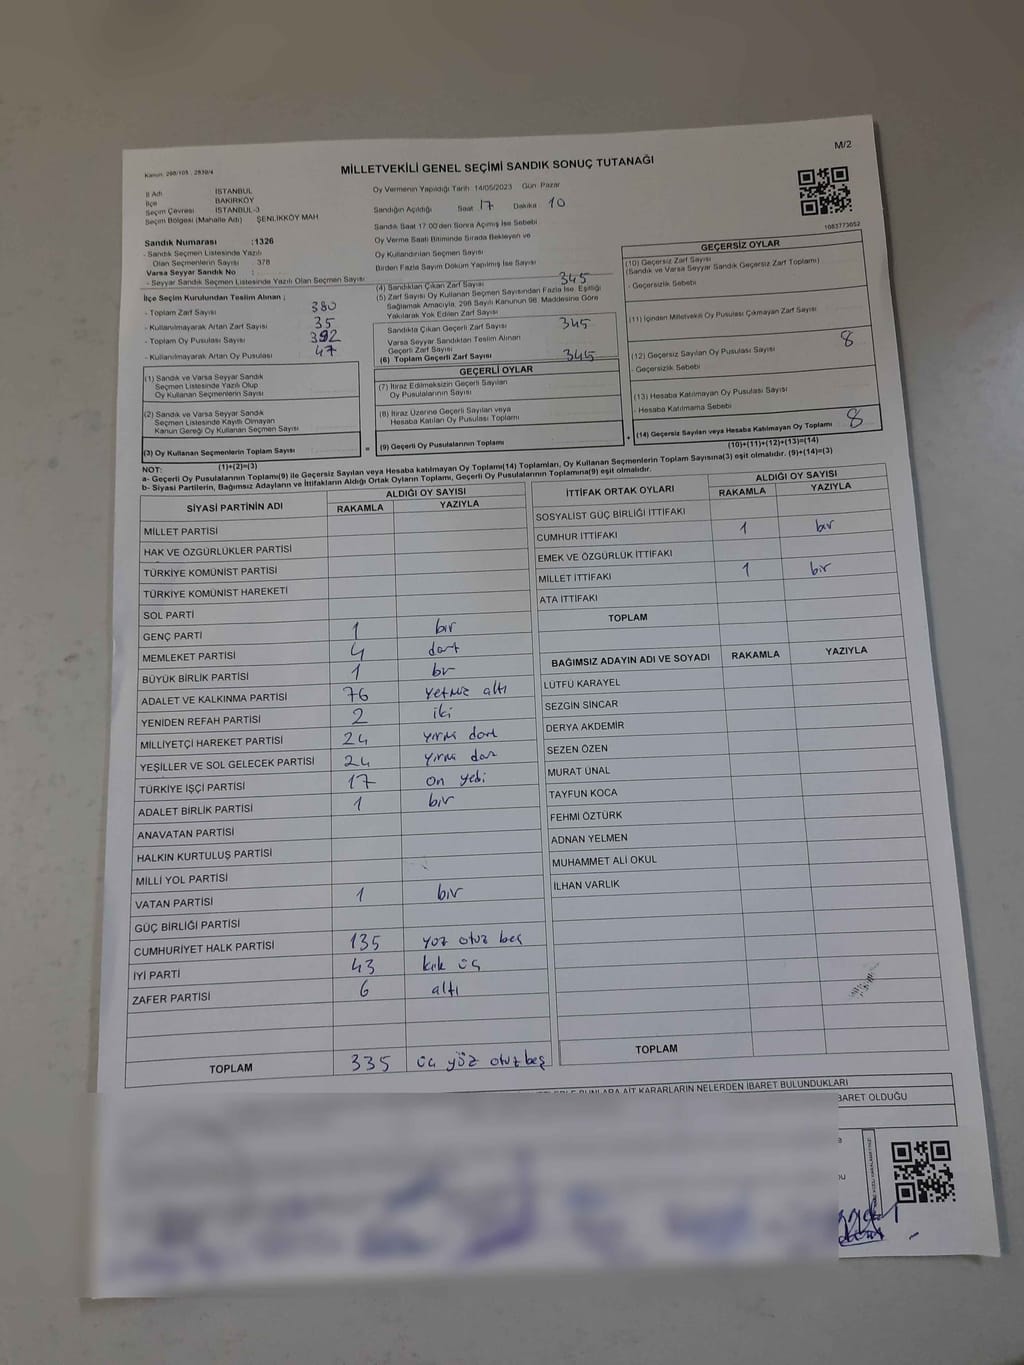 M/2
Kanun: 298/105 - 2839/4
MİLLETVEKİLİ GENEL SEÇİMİ SANDIK SONUÇ TUTANAĞI
İl Adı İSTANBUL
İlçe BAKIRKÖY
Seçim Çevresi İSTANBUL-3
Seçim Bölgesi (Mahalle Adı) ŞENLİKKÖY MAH
Sandık Numarası :1326
- Sandık Seçmen Listesinde Yazılı
Olan Seçmenlerin Sayısı : 378
Varsa Seyyar Sandık No :
- Seyyar Sandık Seçmen Listesinde Yazılı Olan Seçmen Sayısı
İlçe Seçim Kurulundan Teslim Alınan ;
- Toplam Zarf Sayısı 380
- Kullanılmayarak Artan Zarf Sayısı 35
- Toplam Oy Pusulası Sayısı 392
- Kullanılmayarak Artan Oy Pusulası 47
(1) Sandık ve Varsa Seyyar Sandık
Seçmen Listesinde Yazılı Olup
Oy Kullanan Seçmenlerin Sayısı
(2) Sandık ve Varsa Seyyar Sandık
Seçmen Listesinde Kayıtlı Olmayan
Kanun Gereği Oy Kullanan Seçmen Sayısı
(3) Oy Kullanan Seçmenlerin Toplam Sayısı
(1)+(2)=(3)
Oy Vermenin Yapıldığı Tarih :14/05/2023 Gün :Pazar
Sandığın Açıldığı Saat 17 Dakika 10
Sandık Saat 17:00'den Sonra Açılmış İse Sebebi
Oy Verme Saati Bitiminde Sırada Bekleyen ve
Oy Kullandırılan Seçmen Sayısı
Birden Fazla Sayım Döküm Yapılmış İse Sayısı
(4) Sandıktan Çıkan Zarf Sayısı 345
(5) Zarf Sayısı Oy Kullanan Seçmen Sayısından Fazla İse, Eşitliği
Sağlamak Amacıyla, 298 Sayılı Kanunun 98. Maddesine Göre
Yakılarak Yok Edilen Zarf Sayısı
Sandıkta Çıkan Geçerli Zarf Sayısı 345
Varsa Seyyar Sandıktan Teslim Alınan
Geçerli Zarf Sayısı
(6) Toplam Geçerli Zarf Sayısı 345
GEÇERLİ OYLAR
(7) İtiraz Edilmeksizin Geçerli Sayılan
Oy Pusulalarının Sayısı
(8) İtiraz Üzerine Geçerli Sayılan veya
Hesaba Katılan Oy Pusulası Toplamı
= (9) Geçerli Oy Pusulalarının Toplamı
1083773052
GEÇERSİZ OYLAR
(10) Geçersiz Zarf Sayısı
(Sandık ve Varsa Seyyar Sandık Geçersiz Zarf Toplamı)
- Geçersizlik Sebebi
(11) İçinden Milletvekili Oy Pusulası Çıkmayan Zarf Sayısı
(12) Geçersiz Sayılan Oy Pusulası Sayısı 8
- Geçersizlik Sebebi
(13) Hesaba Katılmayan Oy Pusulası Sayısı
- Hesaba Katılmama Sebebi
+ (14) Geçersiz Sayılan veya Hesaba Katılmayan Oy Toplamı 8
(10)+(11)+(12)+(13)=(14)
NOT:
a- Geçerli Oy Pusulaları Toplamı(9) ile Geçersiz Sayılan veya Hesaba katılmayan Oy Toplamı(14) Toplamları, Oy Kullanan Seçmenlerin Toplam Sayısına(3) eşit olmalıdır. (9)+(14)=(3)
b- Siyasi Partilerin, Bağımsız Adayların ve İttifakların Aldığı Ortak Oyların Toplamı, Geçerli Oy Pusulalarının Toplamına(9) eşit olmalıdır.
SİYASİ PARTİNİN ADI ALDIĞI OY SAYISI
RAKAMLA YAZIYLA
MİLLET PARTİSİ
HAK VE ÖZGÜRLÜKLER PARTİSİ
TÜRKİYE KOMÜNİST PARTİSİ
TÜRKİYE KOMÜNİST HAREKETİ
SOL PARTİ
GENÇ PARTİ 1 bir
MEMLEKET PARTİSİ 4 dört
BÜYÜK BİRLİK PARTİSİ 1 bir
ADALET VE KALKINMA PARTİSİ 76 yetmiş altı
YENİDEN REFAH PARTİSİ 2 iki
MİLLİYETÇİ HAREKET PARTİSİ 24 yirmi dört
YEŞİLLER VE SOL GELECEK PARTİSİ 24 yirmi dört
TÜRKİYE İŞÇİ PARTİSİ 17 on yedi
ADALET BİRLİK PARTİSİ 1 bir
ANAVATAN PARTİSİ
HALKIN KURTULUŞ PARTİSİ
MİLLİ YOL PARTİSİ
VATAN PARTİSİ 1 bir
GÜÇ BİRLİĞİ PARTİSİ
CUMHURİYET HALK PARTİSİ 135 yüz otuz beş
İYİ PARTİ 43 kırk üç
ZAFER PARTİSİ 6 altı
TOPLAM 335 üç yüz otuz beş
İTTİFAK ORTAK OYLARI ALDIĞI OY SAYISI
RAKAMLA YAZIYLA
SOSYALİST GÜÇ BİRLİĞİ İTTİFAKI
CUMHUR İTTİFAKI 1 bir
EMEK VE ÖZGÜRLÜK İTTİFAKI
MİLLET İTTİFAKI 1 bir
ATA İTTİFAKI
TOPLAM
BAĞIMSIZ ADAYIN ADI VE SOYADI RAKAMLA YAZIYLA
LÜTFÜ KARAYEL
SEZGİN SİNCAR
DERYA AKDEMİR
SEZEN ÖZEN
MURAT ÜNAL
TAYFUN KOCA
FEHMİ ÖZTÜRK
ADNAN YELMEN
MUHAMMET ALİ OKUL
İLHAN VARLIK
TOPLAM
BUNLARA AİT KARARLARIN NELERDEN İBARET BULUNDUKLARI
BARET OLDUĞU